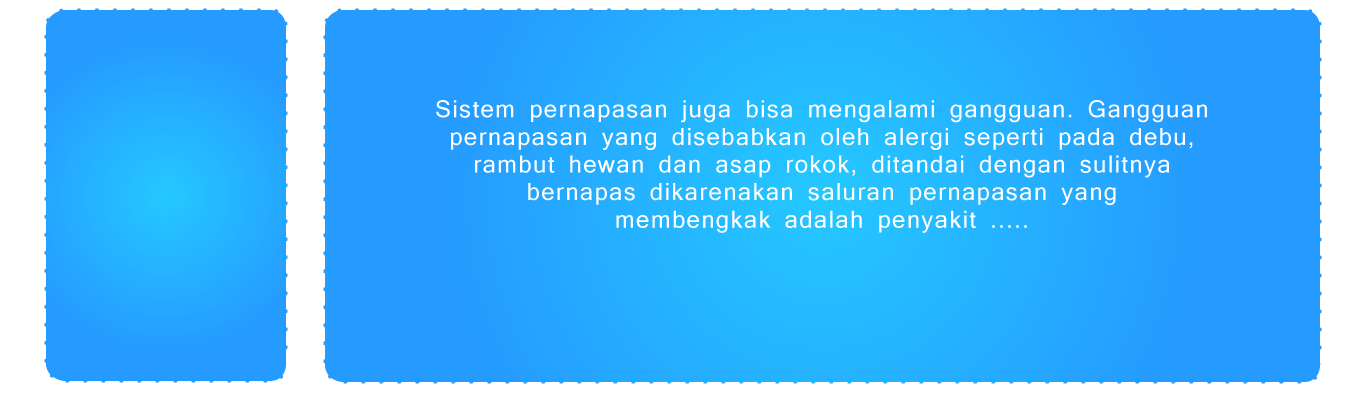 Sistem pernapasan juga bisa mengalami gangguan. Gangguan
pernapasan yang disebabkan oleh alergi seperti pada debu,
rambut hewan dan asap rokok, ditandai dengan sulitnya
bernapas dikarenakan saluran pernapasan yang
membengkak adalah penyakit .....